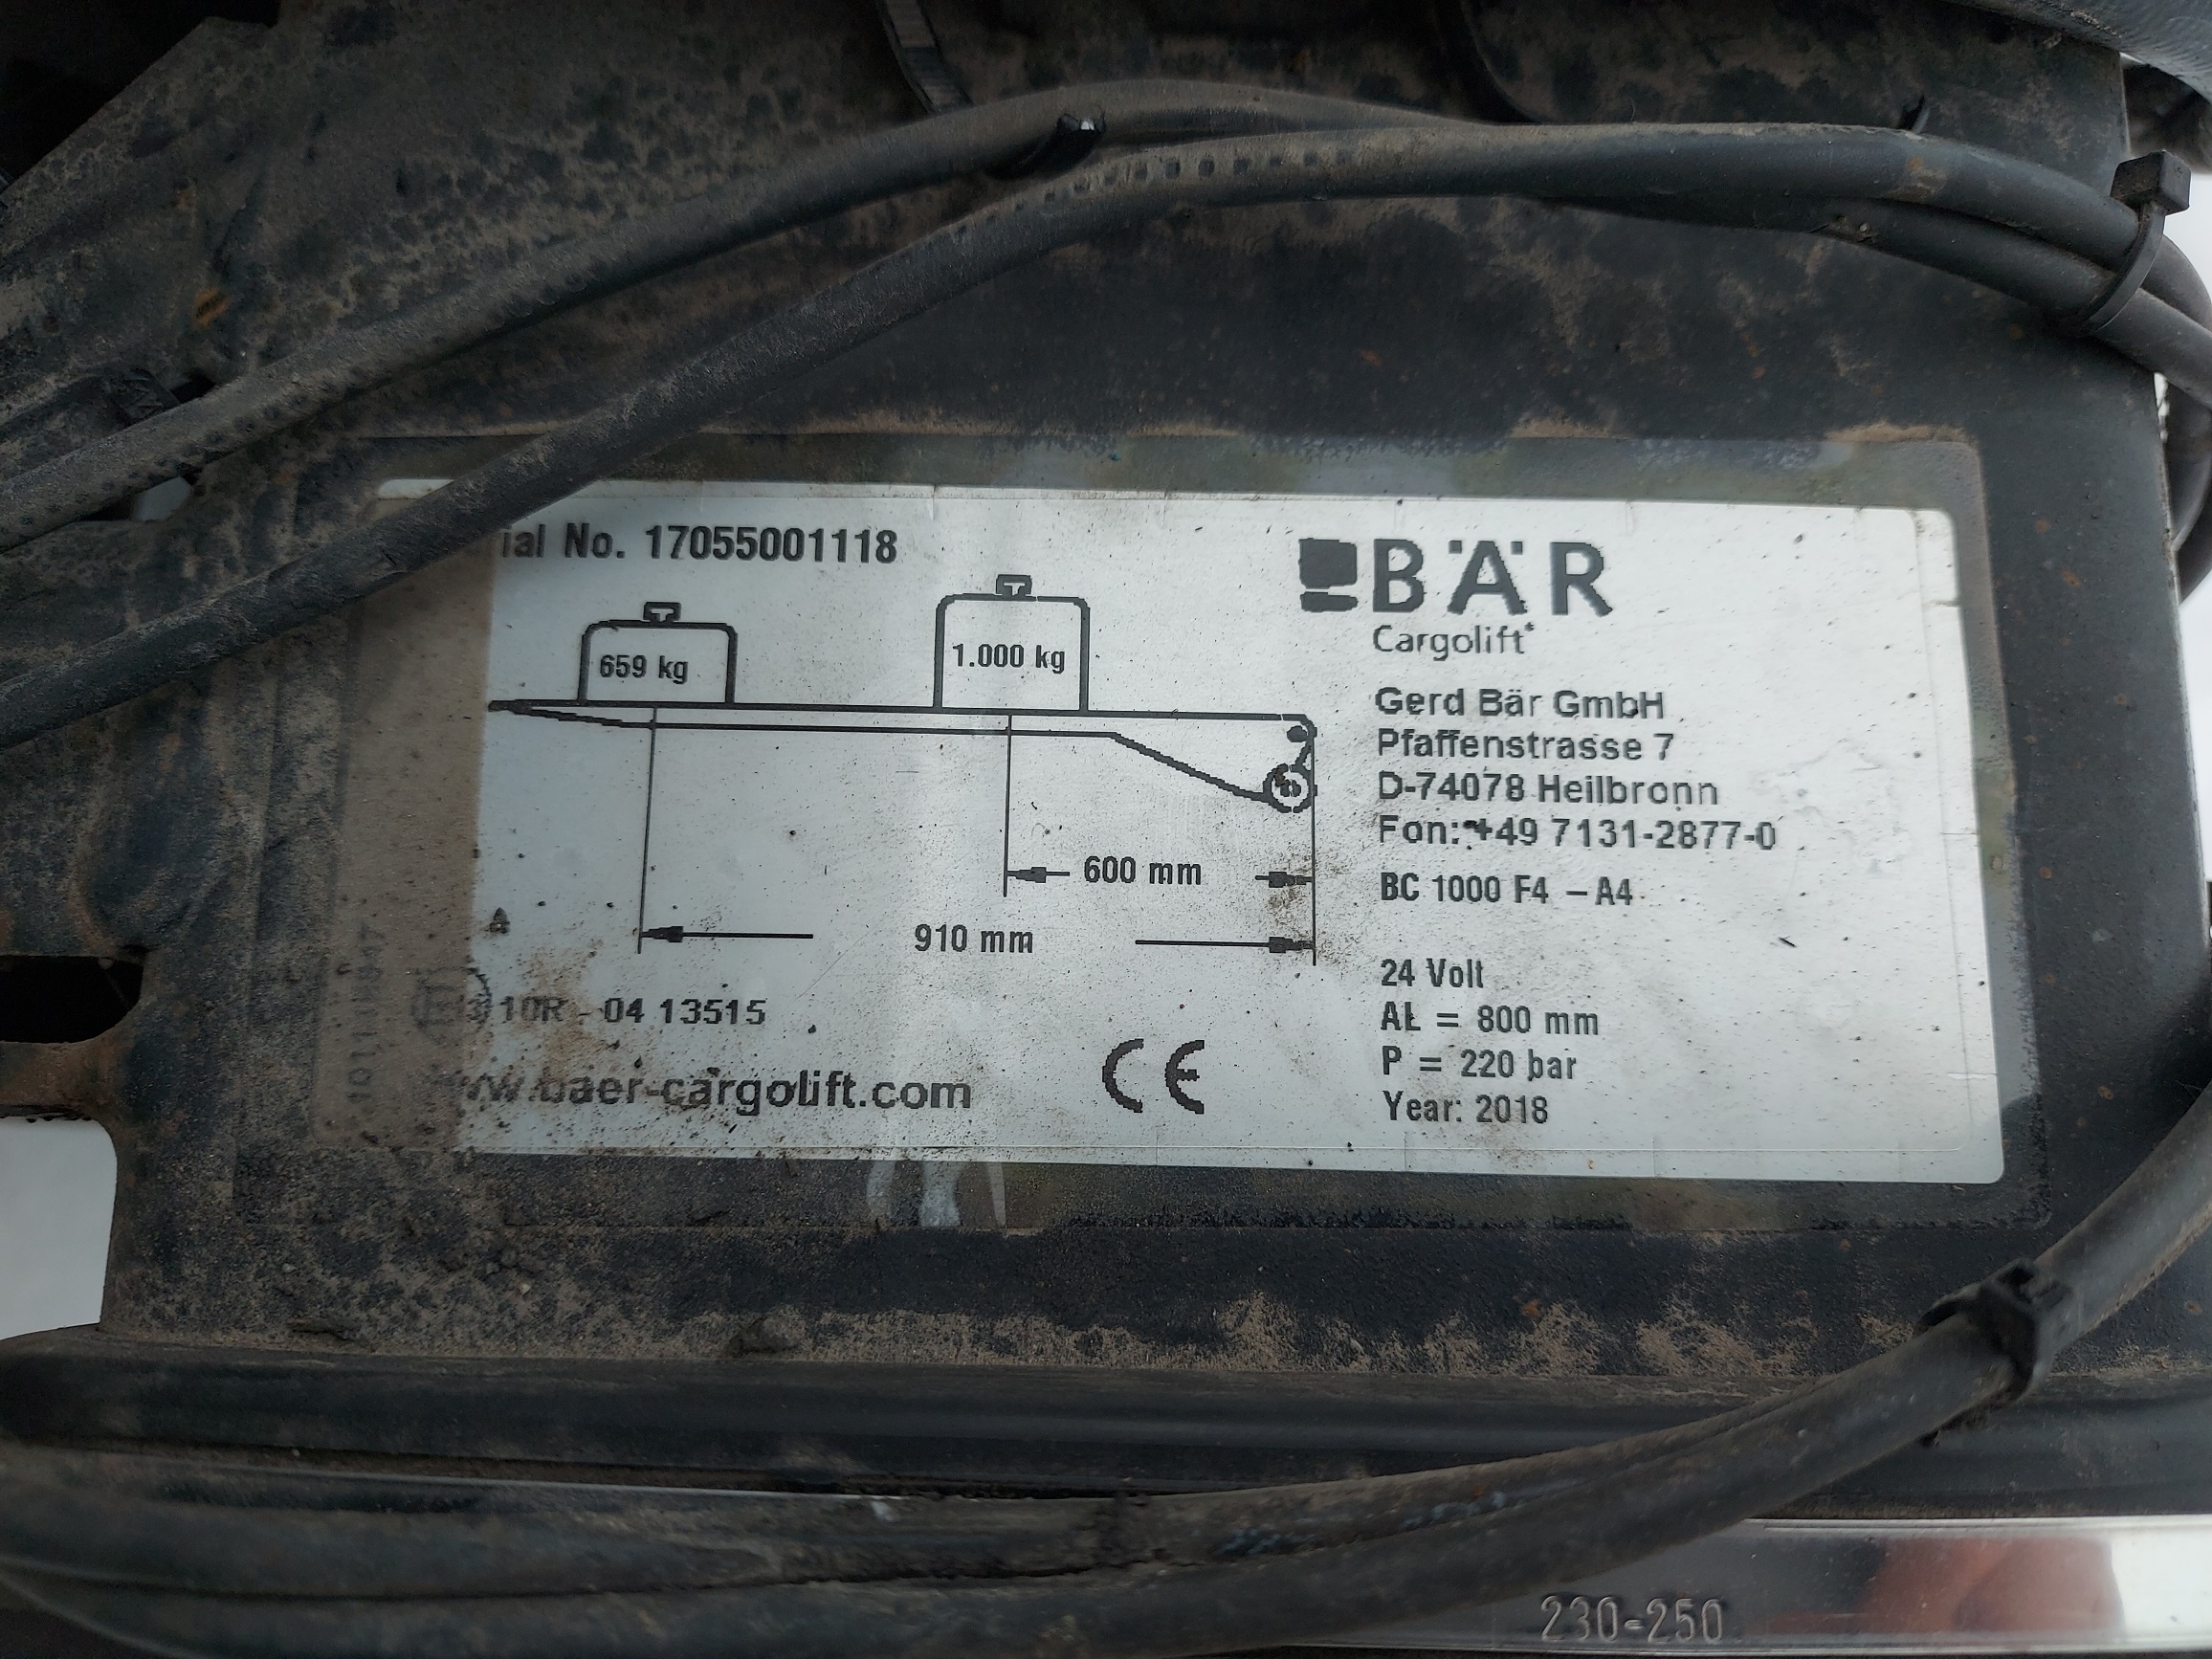 ial No. 17055001118
659 kg
1.000 kg
600 mm
910 mm
10R - 04 13515
w.baer-cargolift.com
CE
BÄR
Cargolift
Gerd Bär GmbH
Pfaffenstrasse 7
D-74078 Heilbronn
Fon: +49 7131-2877-0
BC 1000 F4 – A4
24 Volt
AL = 800 mm
P = 220 bar
Year: 2018
230-250